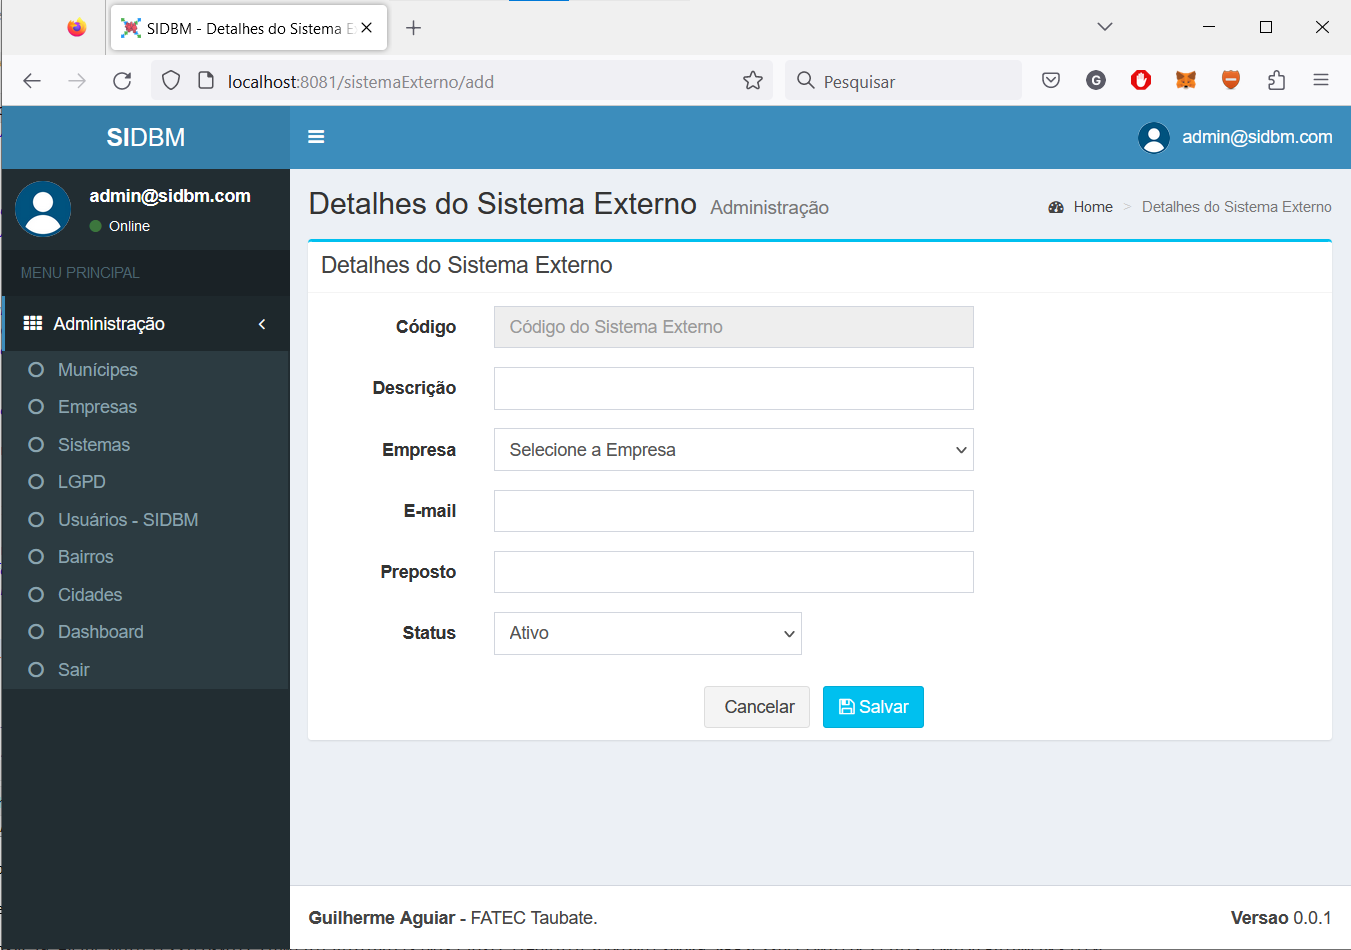 SIDBM - Detalhes do Sistema E
localhost:8081/sistemaExterno/add
Pesquisar
G
SIDBM
admin@sidbm.com
admin@sidbm.com
Online
Detalhes do Sistema Externo Administração
Home > Detalhes do Sistema Externo
MENU PRINCIPAL
Administração
Munícipes
Empresas
Sistemas
LGPD
Usuários - SIDBM
Bairros
Cidades
Dashboard
Sair
Detalhes do Sistema Externo
Código
Código do Sistema Externo
Descrição
Empresa
Selecione a Empresa
E-mail
Preposto
Status
Ativo
Cancelar
Salvar
Guilherme Aguiar - FATEC Taubate.
Versao 0.0.1